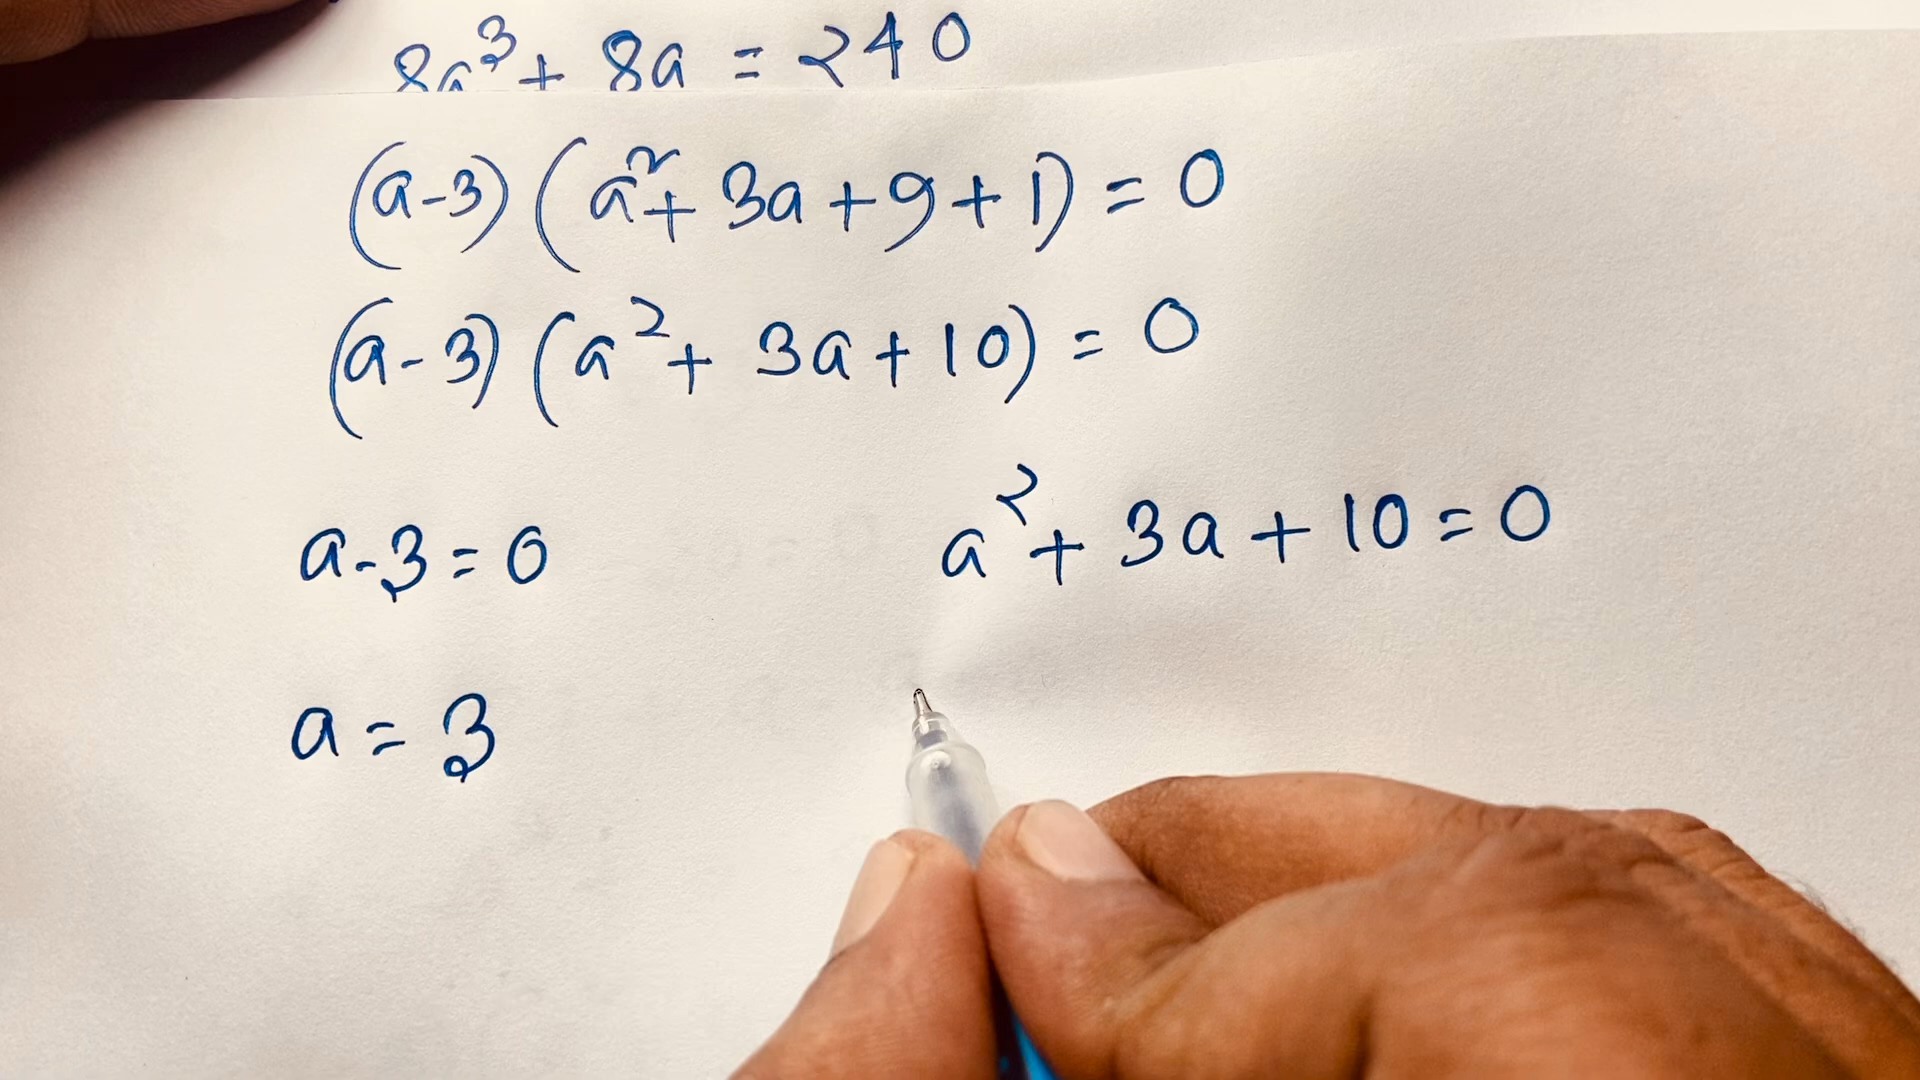 8a³ + 8a = 240
(a-3) (a² + 3a + 9 + 1) = 0
(a-3) (a² + 3a + 10) = 0
a-3 = 0
a² + 3a + 10 = 0
a = 3